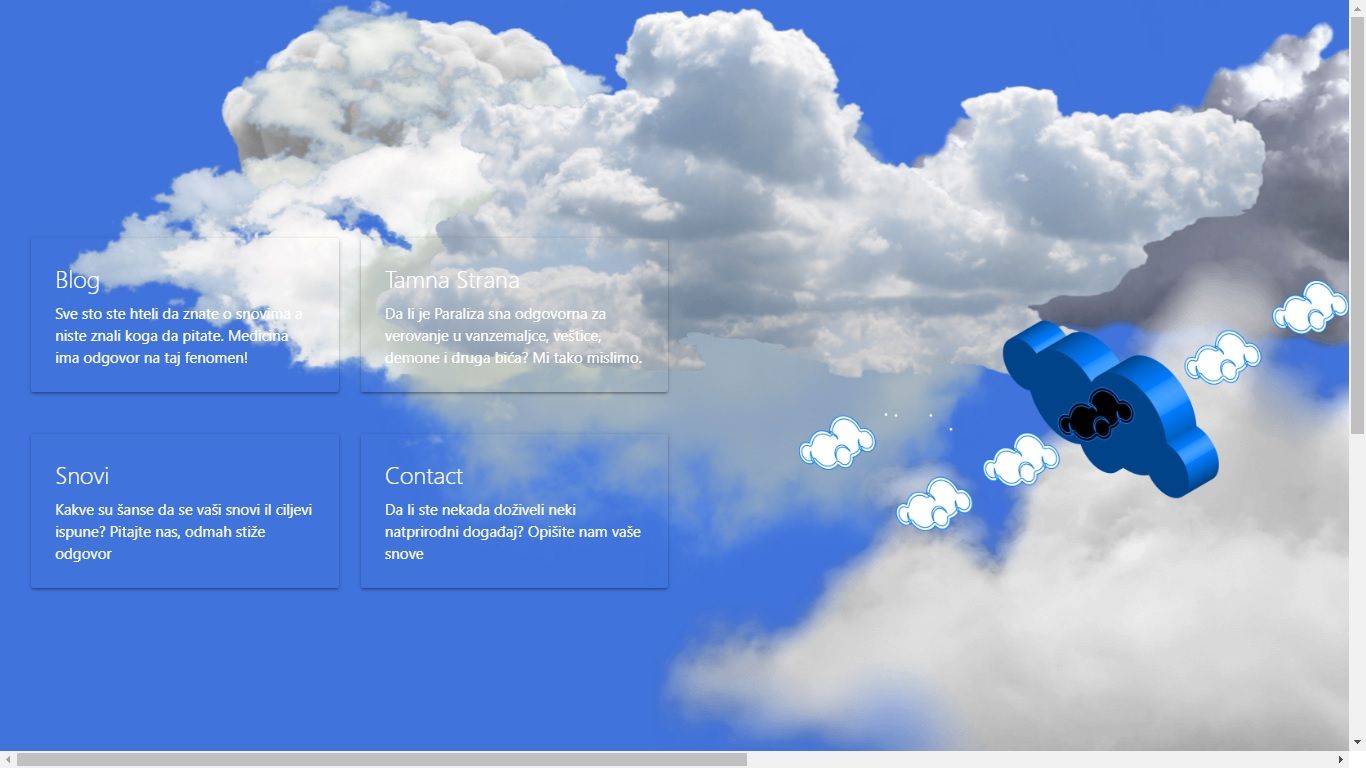 Blog
Sve sto ste hteli da znate o snovima a
niste znali koga da pitate. Medicina
ima odgovor na taj fenomen!
Tamna Strana
Da li je Paraliza sna odgovorna za
verovanje u vanzemaljce, veštice,
demone i druga bića? Mi tako mislimo.
Snovi
Kakve su šanse da se vaši snovi il ciljevi
ispune? Pitajte nas, odmah stiže
odgovor
Contact
Da li ste nekada doživeli neki
natprirodni događaj? Opišite nam vaše
snove